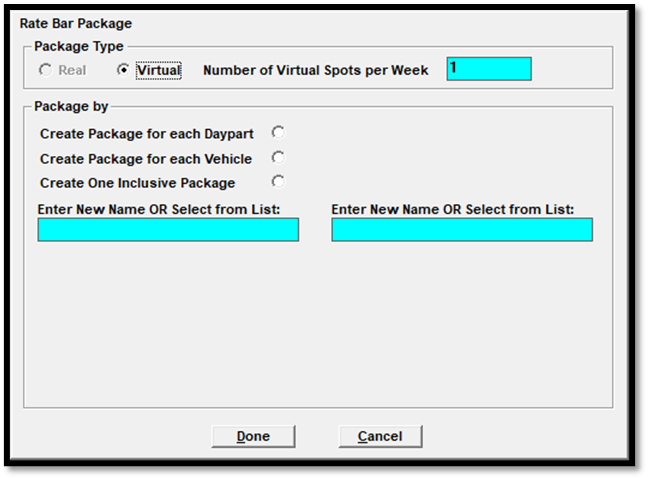 Rate Bar Package
Package Type
Real Virtual Number of Virtual Spots per Week 1
Package by
Create Package for each Daypart
Create Package for each Vehicle
Create One Inclusive Package
Enter New Name OR Select from List: Enter New Name OR Select from List:
Done Cancel